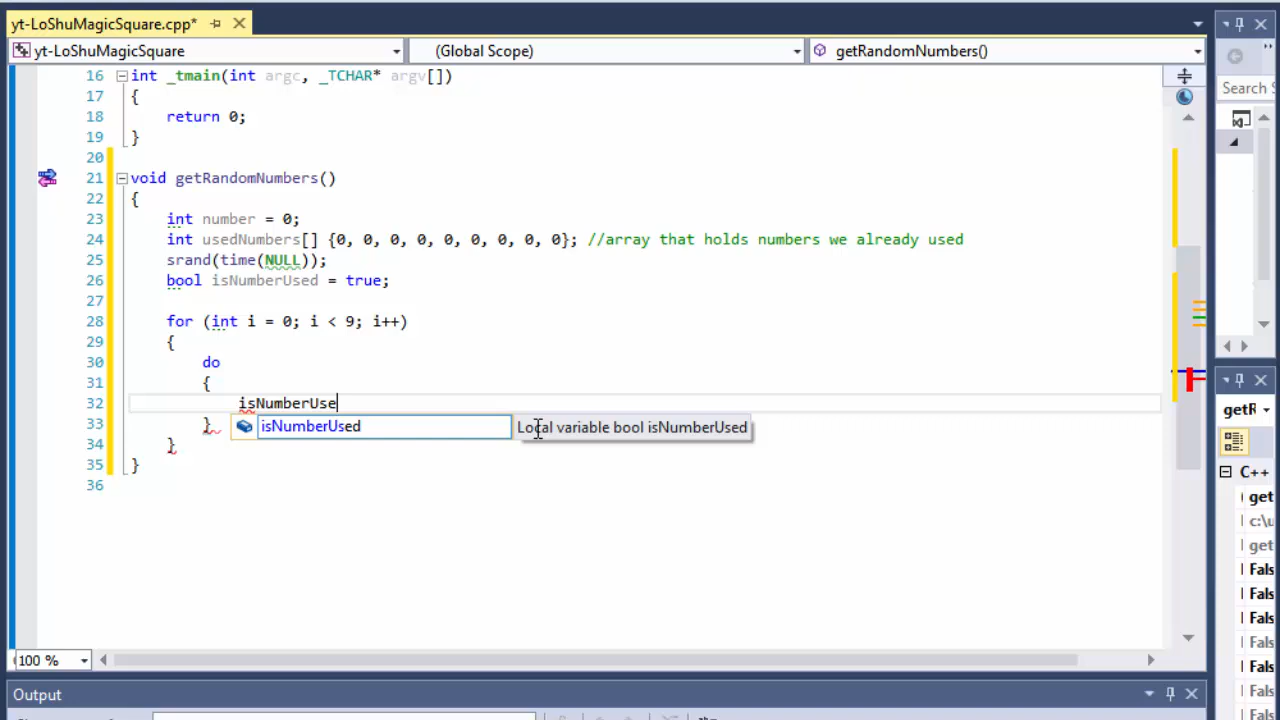 yt-LoShuMagicSquare.cpp*
yt-LoShuMagicSquare (Global Scope) getRandomNumbers()
16 int _tmain(int argc, _TCHAR* argv[])
17 {
18 return 0;
19 }
20
21 void getRandomNumbers()
22 {
23 int number = 0;
24 int usedNumbers[] {0, 0, 0, 0, 0, 0, 0, 0, 0}; //array that holds numbers we already used
25 srand(time(NULL));
26 bool isNumberUsed = true;
27
28 for (int i = 0; i < 9; i++)
29 {
30 do
31 {
32 isNumberUse
33 }
isNumberUsed Local variable bool isNumberUsed
34 }
35 }
36
100 %
Output
Search S
getR
C++
get
c:\u
get
Fals
Fals
Fals
Fals
Fals
Fals
Fals